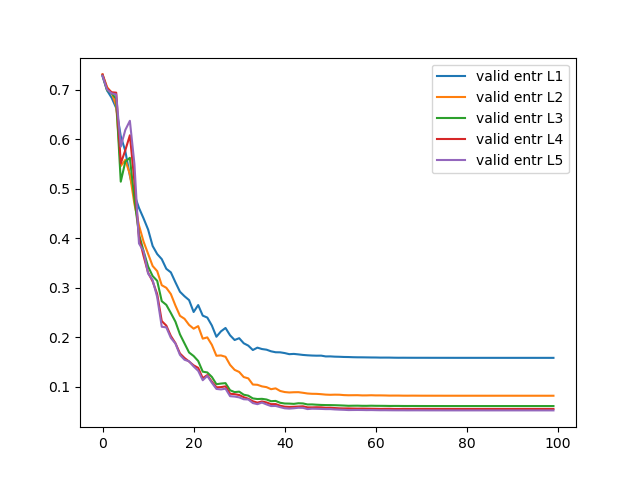 0.7
0.6
0.5
0.4
0.3
0.2
0.1
0
20
40
60
80
100
valid entr L1
valid entr L2
valid entr L3
valid entr L4
valid entr L5